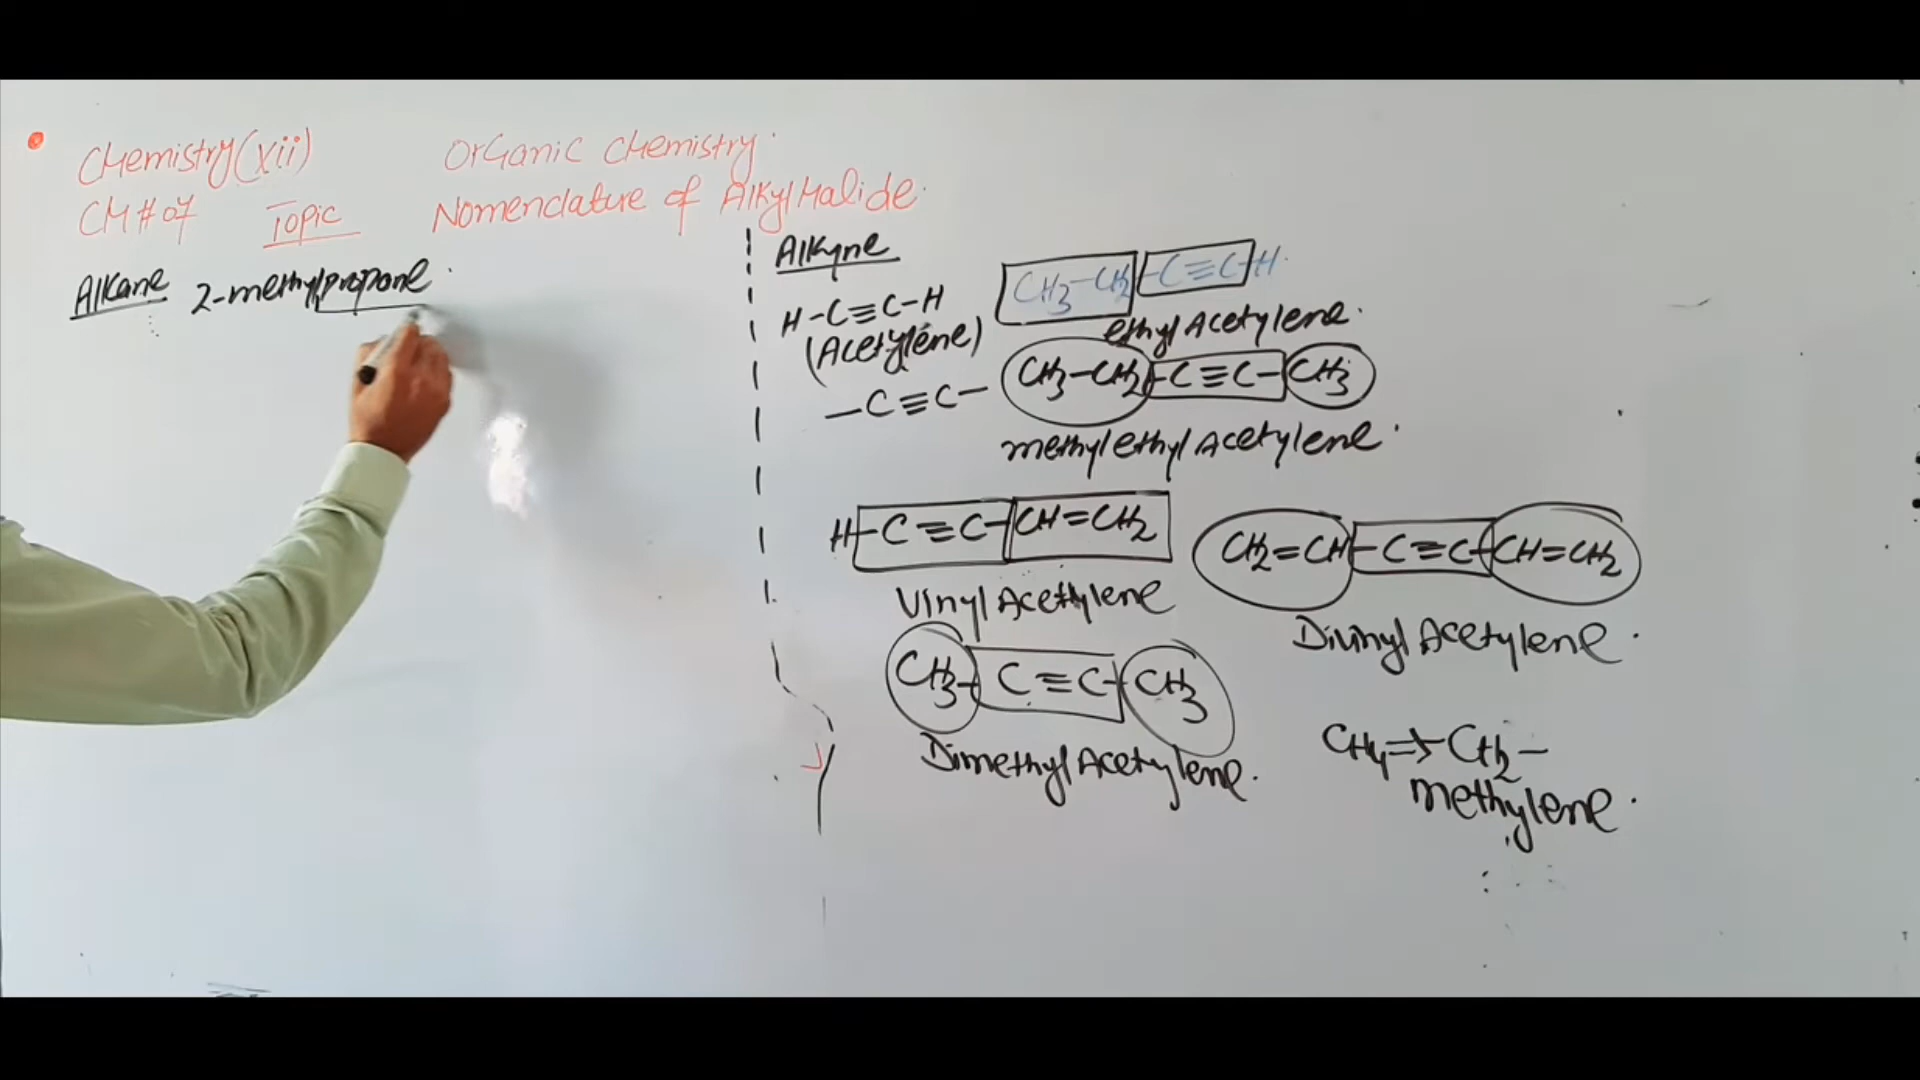 Chemistry(xii) Organic Chemistry.
CH#07 Topic Nomenclature of AlkylHalide.
Alkane 2-methylpropane.
Alkyne
H-C≡C-H
(Acetylene)
-C≡C-
CH3-CH2-C≡C-H
ethyl Acetylene.
CH3-CH2-C≡C-CH3
methylethyl Acetylene.
H-C≡C-CH=CH2
Vinyl Acetylene
CH2=CH-C≡C-CH=CH2
Divinyl Acetylene.
CH3-C≡C-CH3
Dimethyl Acetylene.
CH4⇒-CH2-
methylene.